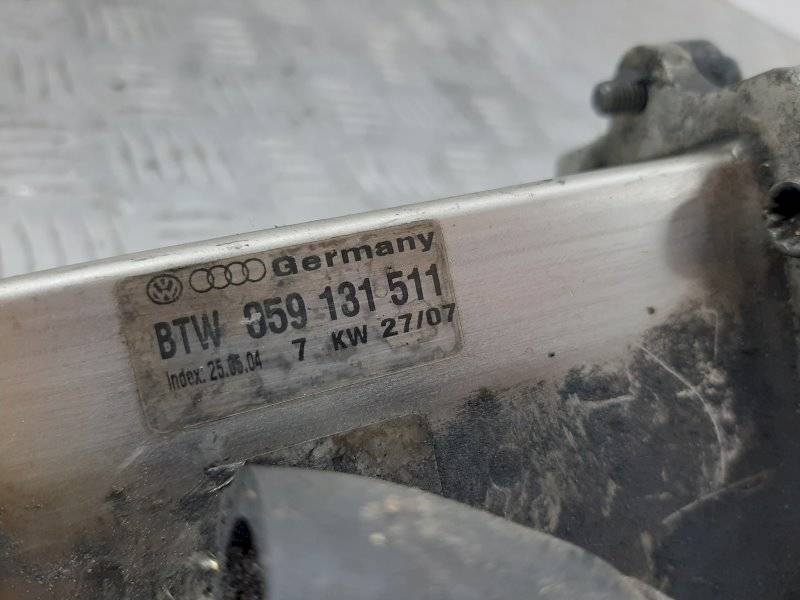 Germany
BTW 059 131 511
Index: 25.05.04 7 KW 27/07